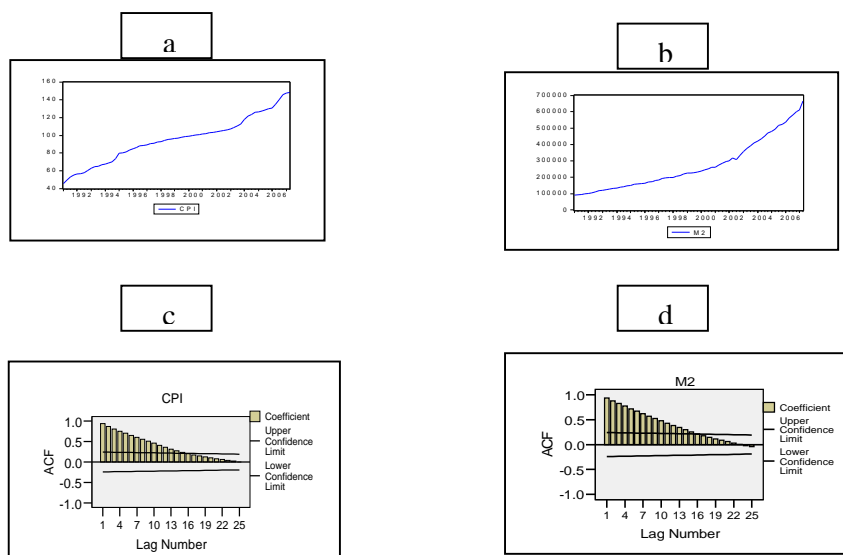 a
160
140
120
100
80
60
40
1992 1994 1996 1998 2000 2002 2004 2006
CPI
b
700000
600000
500000
400000
300000
200000
100000
0
1992 1994 1996 1998 2000 2002 2004 2006
M2
c
CPI
1.0
0.5
0.0
-0.5
-1.0
ACF
1 4 7 10 13 16 19 22 25
Lag Number
Coefficient
Upper
Confidence
Limit
Lower
Confidence
Limit
d
M2
1.0
0.5
0.0
-0.5
-1.0
ACF
1 4 7 10 13 16 19 22 25
Lag Number
Coefficient
Upper
Confidence
Limit
Lower
Confidence
Limit